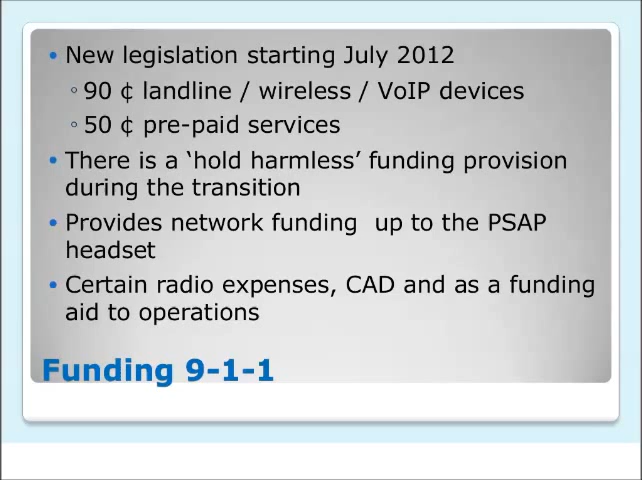 • New legislation starting July 2012
◦ 90 ¢ landline / wireless / VoIP devices
◦ 50 ¢ pre-paid services
• There is a ‘hold harmless’ funding provision
during the transition
• Provides network funding  up to the PSAP
headset
• Certain radio expenses, CAD and as a funding
aid to operations
Funding 9-1-1